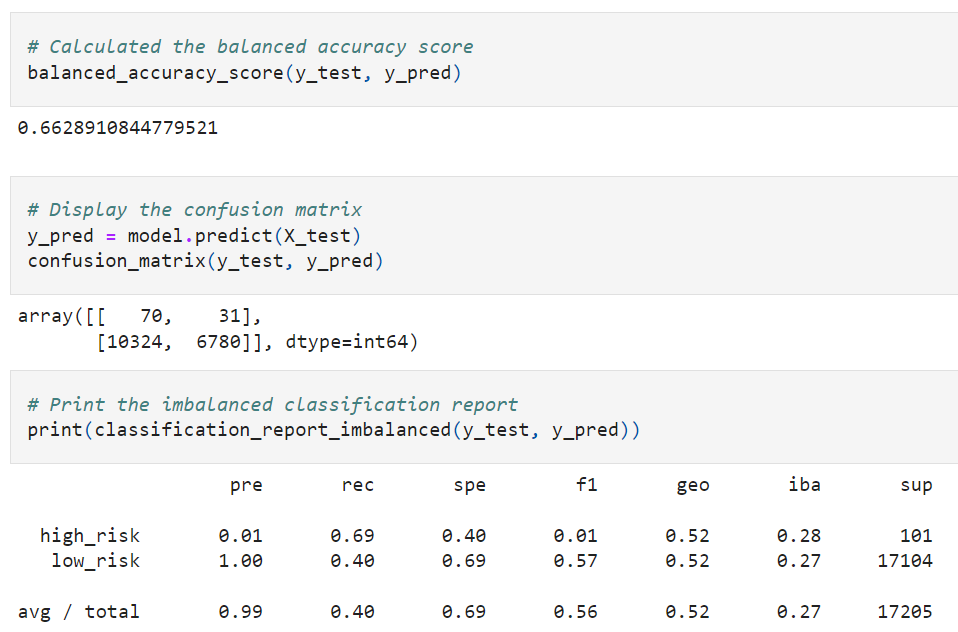 # Calculated the balanced accuracy score
balanced_accuracy_score(y_test, y_pred)
0.6628910844779521
# Display the confusion matrix
y_pred = model.predict(X_test)
confusion_matrix(y_test, y_pred)
array([[   70,    31],
       [10324,  6780]], dtype=int64)
# Print the imbalanced classification report
print(classification_report_imbalanced(y_test, y_pred))
pre rec spe f1 geo iba sup
high_risk 0.01 0.69 0.40 0.01 0.52 0.28 101
low_risk 1.00 0.40 0.69 0.57 0.52 0.27 17104
avg / total 0.99 0.40 0.69 0.56 0.52 0.27 17205